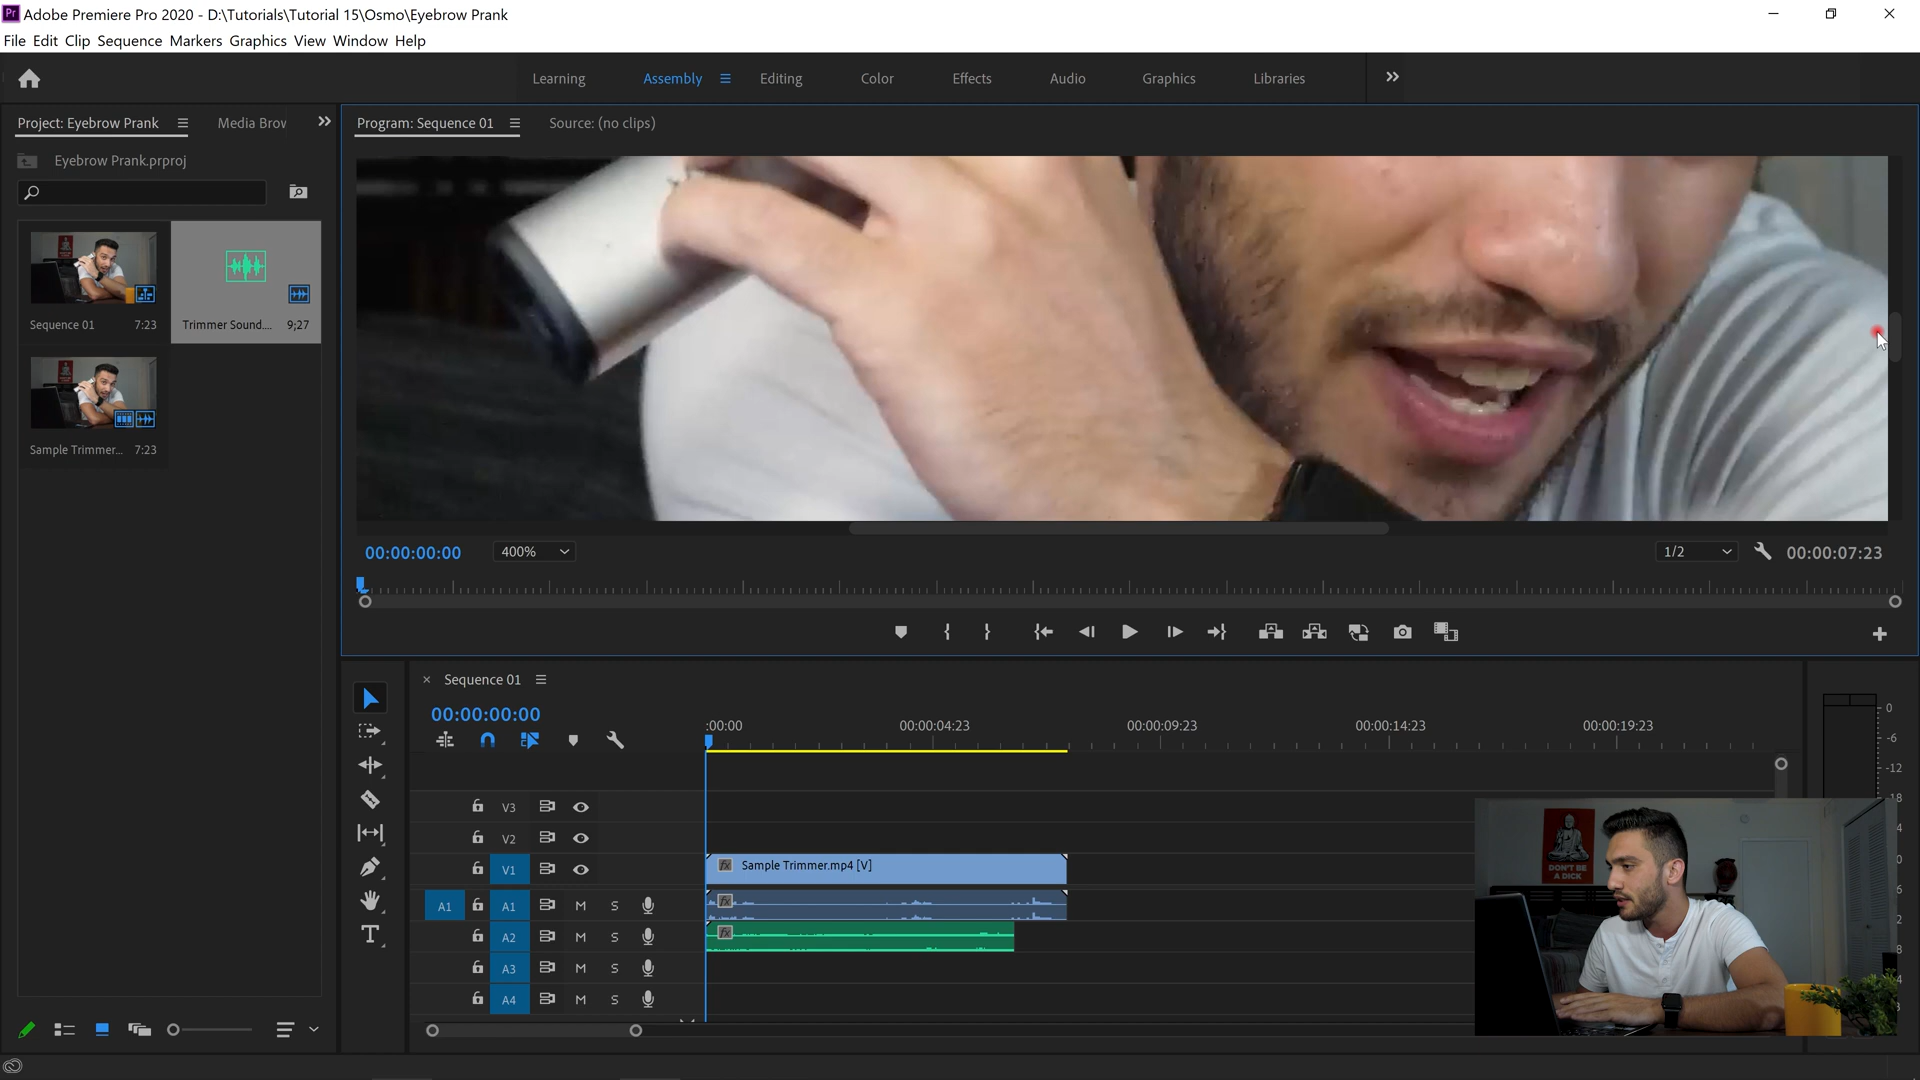 Pr Adobe Premiere Pro 2020 - D:\Tutorials\Tutorial 15\Osmo\Eyebrow Prank
File Edit Clip Sequence Markers Graphics View Window Help
Learning Assembly Editing Color Effects Audio Graphics Libraries
Project: Eyebrow Prank Media Brov
Program: Sequence 01 Source: (no clips)
Eyebrow Prank.prproj
Sequence 01 7:23
Trimmer Sound.... 9;27
Sample Trimmer... 7:23
00:00:00:00 400% 1/2 00:00:07:23
Sequence 01
00:00:00:00
:00:00 00:00:04:23 00:00:09:23 00:00:14:23 00:00:19:23
V3
V2
V1 fx Sample Trimmer.mp4 [V]
A1 A1 M S fx
A2 M S fx
A3 M S
A4 M S
0
-6
-12
DON'T BE
A DICK
T